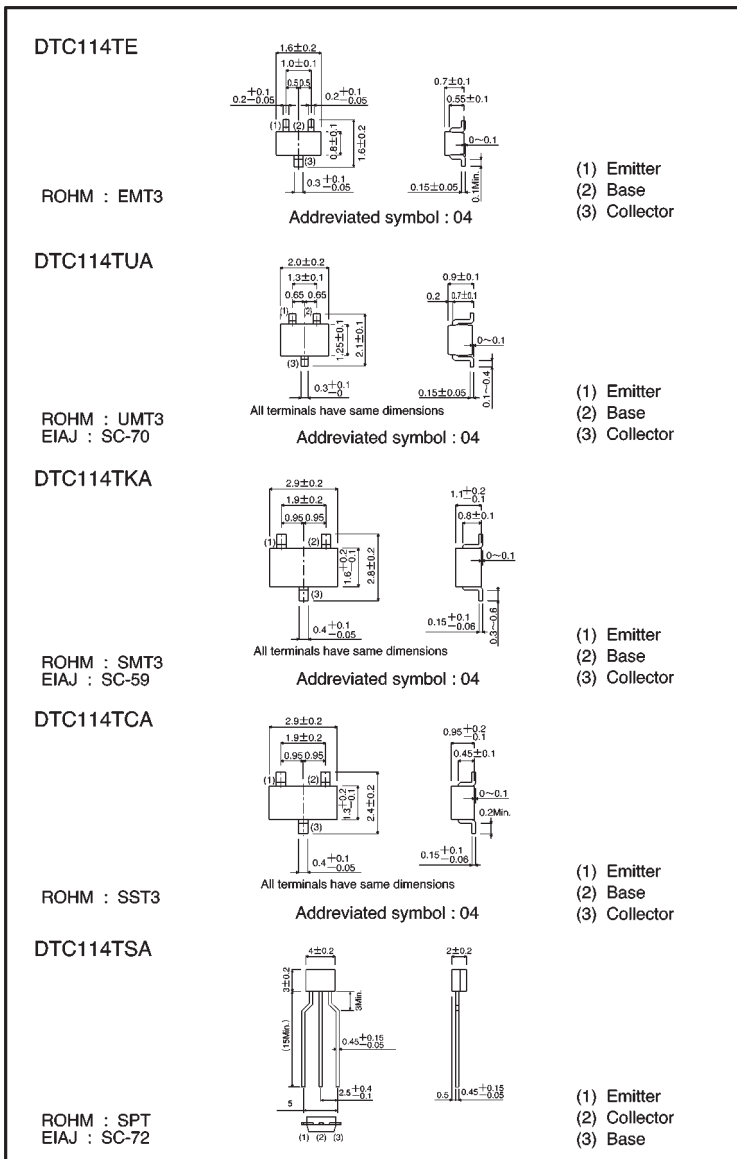 DTC114TE
1.6±0.2
1.0±0.1
0.5 0.5
0.2 +0.1 −0.05
0.2 +0.1 −0.05
(1) (2)
(3)
0.8±0.1
1.6±0.2
0.3 +0.1 −0.05
0.7±0.1
0.55±0.1
0~0.1
0.15±0.05
0.1Min.
ROHM : EMT3
Addreviated symbol : 04
(1) Emitter
(2) Base
(3) Collector
DTC114TUA
2.0±0.2
1.3±0.1
0.65 0.65
(1) (2)
(3)
1.25±0.1
2.1±0.1
0.3 +0.1 −0
0.9±0.1
0.2
0.7±0.1
0~0.1
0.15±0.05
0.1~0.4
All terminals have same dimensions
ROHM : UMT3
EIAJ : SC-70
Addreviated symbol : 04
(1) Emitter
(2) Base
(3) Collector
DTC114TKA
2.9±0.2
1.9±0.2
0.95 0.95
(1) (2)
(3)
1.6 +0.2 −0.1
2.8±0.2
0.4 +0.1 −0.05
1.1 +0.2 −0.1
0.8±0.1
0~0.1
0.15 +0.1 −0.06
0.3~0.6
All terminals have same dimensions
ROHM : SMT3
EIAJ : SC-59
Addreviated symbol : 04
(1) Emitter
(2) Base
(3) Collector
DTC114TCA
2.9±0.2
1.9±0.2
0.95 0.95
(1) (2)
(3)
1.3 +0.2 −0.1
2.4±0.2
0.4 +0.1 −0.05
0.95 +0.2 −0.1
0.45±0.1
0~0.1
0.2Min.
0.15 +0.1 −0.06
All terminals have same dimensions
ROHM : SST3
Addreviated symbol : 04
(1) Emitter
(2) Base
(3) Collector
DTC114TSA
4±0.2
2±0.2
3±0.2
(15Min.)
3Min.
0.45 +0.15 −0.05
2.5 +0.4 −0.1
5
0.5
0.45 +0.15 −0.05
(1) (2) (3)
ROHM : SPT
EIAJ : SC-72
(1) Emitter
(2) Collector
(3) Base